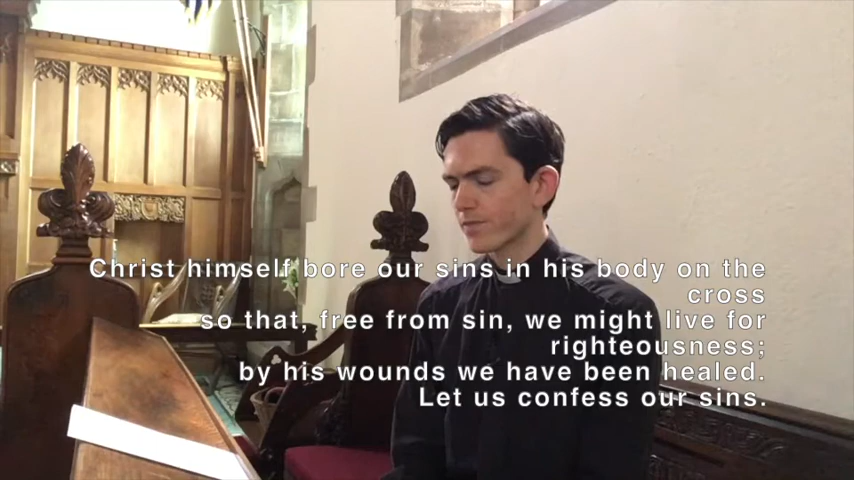 Christ himself bore our sins in his body on the
cross
so that, free from sin, we might live for
righteousness;
by his wounds we have been healed.
Let us confess our sins.